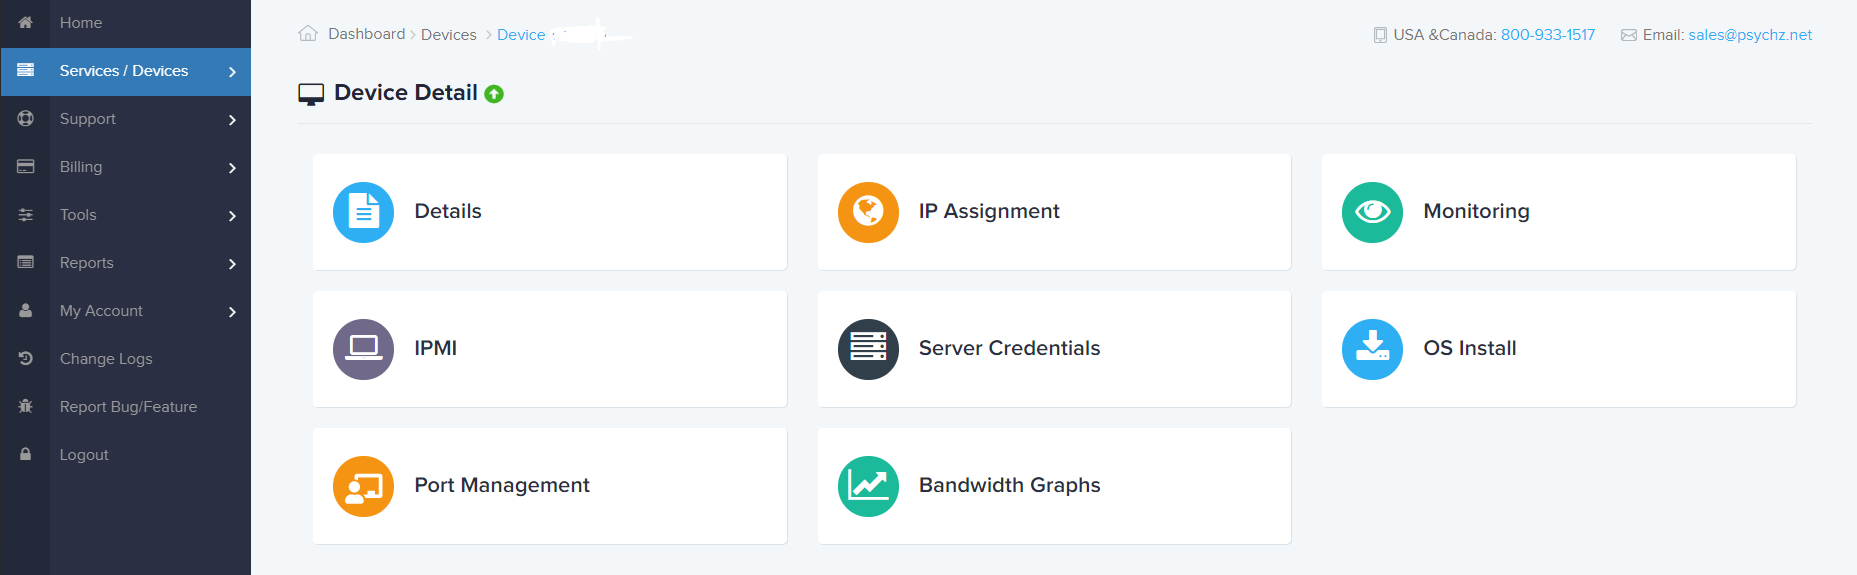 Home
Services / Devices
Support
Billing
Tools
Reports
My Account
Change Logs
Report Bug/Feature
Logout
Dashboard > Devices > Device
USA &Canada: 800-933-1517 Email: sales@psychz.net
Device Detail
Details
IP Assignment
Monitoring
IPMI
Server Credentials
OS Install
Port Management
Bandwidth Graphs